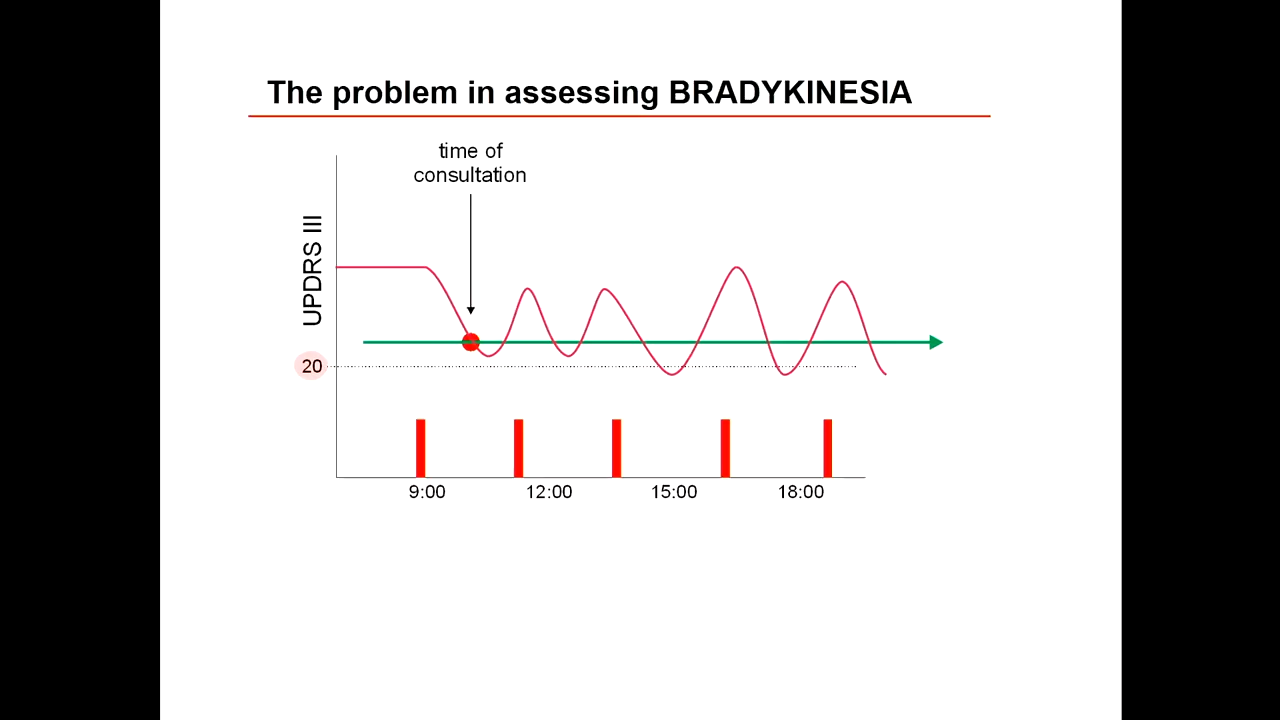 The problem in assessing BRADYKINESIA
time of
consultation
UPDRS III
20
9:00
12:00
15:00
18:00